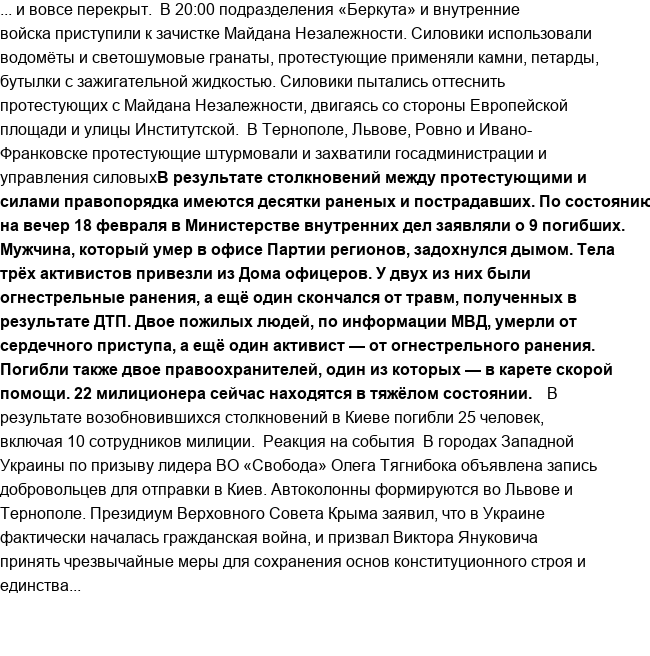 ... и вовсе перекрыт.  В 20:00 подразделения «Беркута» и внутренние
войска приступили к зачистке Майдана Незалежности. Силовики использовали
водомёты и светошумовые гранаты, протестующие применяли камни, петарды,
бутылки с зажигательной жидкостью. Силовики пытались оттеснить
протестующих с Майдана Незалежности, двигаясь со стороны Европейской
площади и улицы Институтской.  В Тернополе, Львове, Ровно и Ивано-
Франковске протестующие штурмовали и захватили госадминистрации и
управления силовыхВ результате столкновений между протестующими и
силами правопорядка имеются десятки раненых и пострадавших. По состоянию
на вечер 18 февраля в Министерстве внутренних дел заявляли о 9 погибших.
Мужчина, который умер в офисе Партии регионов, задохнулся дымом. Тела
трёх активистов привезли из Дома офицеров. У двух из них были
огнестрельные ранения, а ещё один скончался от травм, полученных в
результате ДТП. Двое пожилых людей, по информации МВД, умерли от
сердечного приступа, а ещё один активист — от огнестрельного ранения.
Погибли также двое правоохранителей, один из которых — в карете скорой
помощи. 22 милиционера сейчас находятся в тяжёлом состоянии.   В
результате возобновившихся столкновений в Киеве погибли 25 человек,
включая 10 сотрудников милиции.  Реакция на события  В городах Западной
Украины по призыву лидера ВО «Свобода» Олега Тягнибока объявлена запись
добровольцев для отправки в Киев. Автоколонны формируются во Львове и
Тернополе. Президиум Верховного Совета Крыма заявил, что в Украине
фактически началась гражданская война, и призвал Виктора Януковича
принять чрезвычайные меры для сохранения основ конституционного строя и
единства...